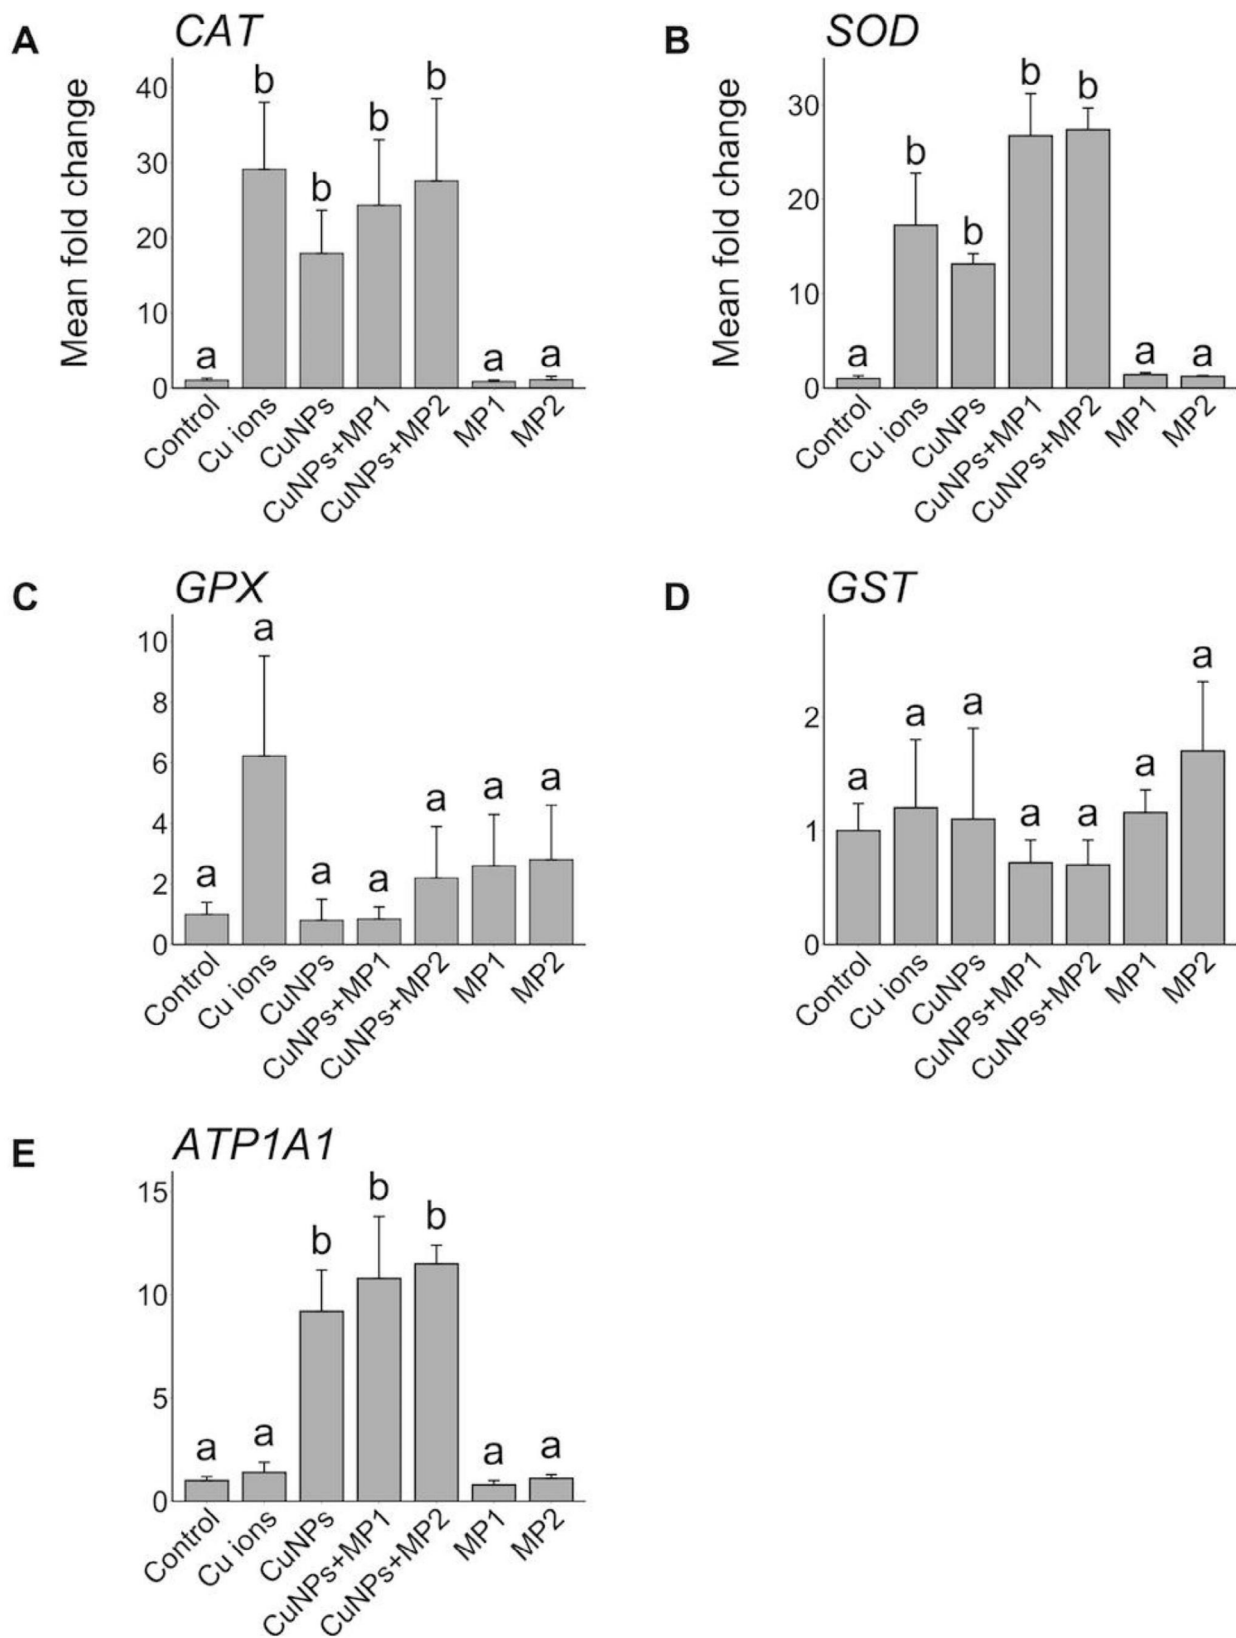 A CAT
Mean fold change
40
30
20
10
0
a b b b b a a
Control Cu ions CuNPs CuNPs+MP1 CuNPs+MP2 MP1 MP2
B SOD
Mean fold change
30
20
10
0
a b b b b a a
Control Cu ions CuNPs CuNPs+MP1 CuNPs+MP2 MP1 MP2
C GPX
10
8
6
4
2
0
a a a a a a a
Control Cu ions CuNPs CuNPs+MP1 CuNPs+MP2 MP1 MP2
D GST
2
1
0
a a a a a a a
Control Cu ions CuNPs CuNPs+MP1 CuNPs+MP2 MP1 MP2
E ATP1A1
15
10
5
0
a a b b b a a
Control Cu ions CuNPs CuNPs+MP1 CuNPs+MP2 MP1 MP2